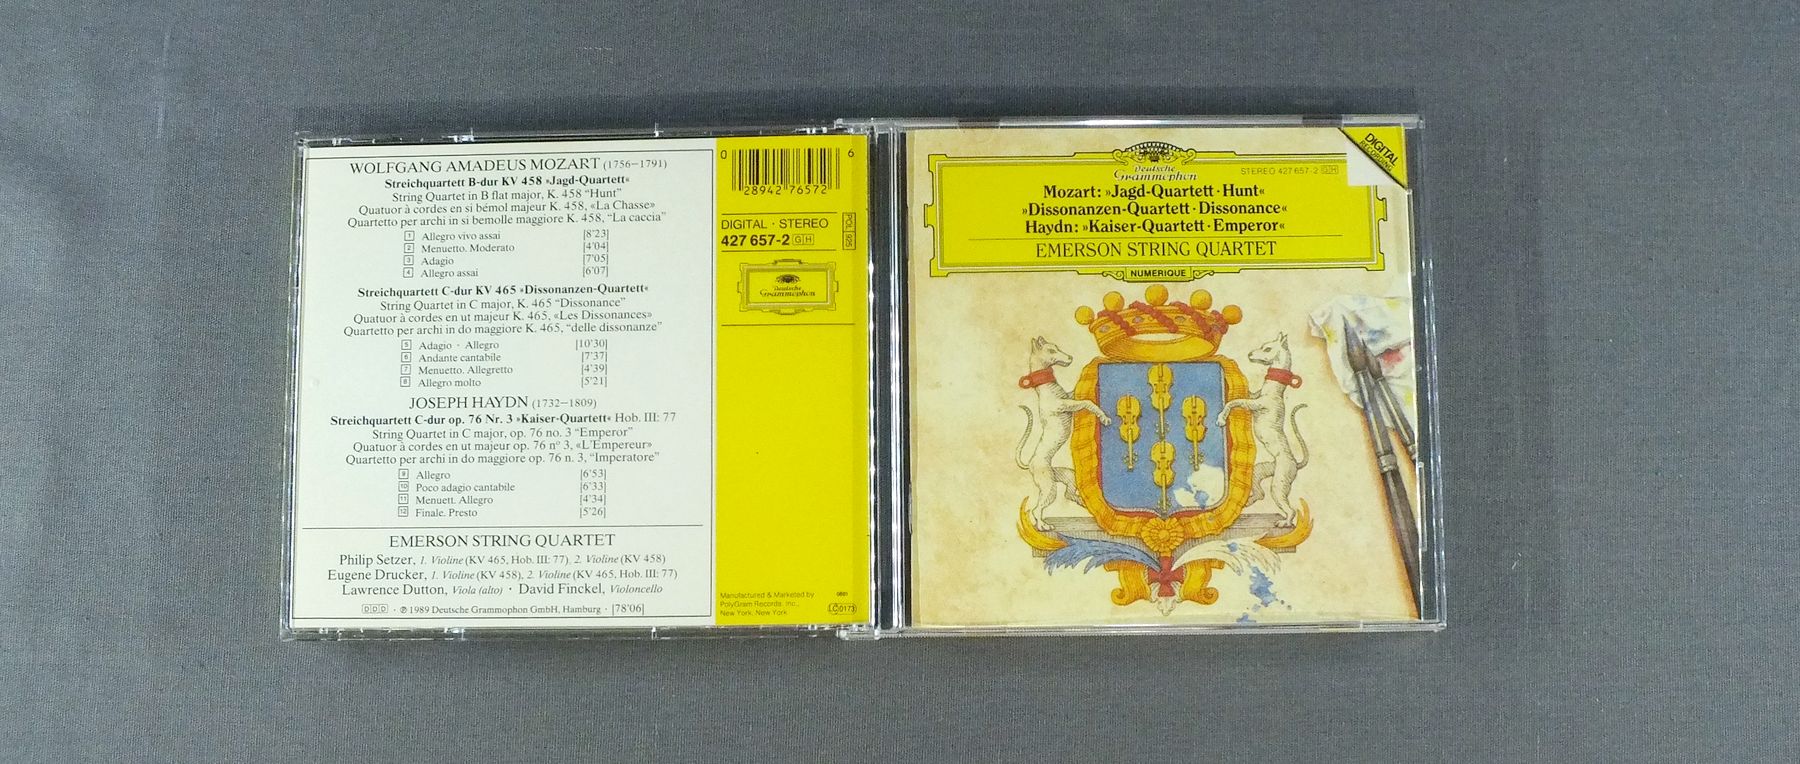 WOLFGANG AMADEUS MOZART (1756–1791)
Streichquartett B-dur KV 458 »Jagd-Quartett«
String Quartet in B flat major, K. 458 “Hunt”
Quatuor à cordes en si bémol majeur K. 458, «La Chasse»
Quartetto per archi in si bemolle maggiore K. 458, “La caccia”
1 Allegro vivo assai [8'23]
2 Menuetto. Moderato [4'04]
3 Adagio [7'05]
4 Allegro assai [6'07]
Streichquartett C-dur KV 465 »Dissonanzen-Quartett«
String Quartet in C major, K. 465 “Dissonance”
Quatuor à cordes en ut majeur K. 465, «Les Dissonances»
Quartetto per archi in do maggiore K. 465, “delle dissonanze”
5 Adagio · Allegro [10'30]
6 Andante cantabile [7'37]
7 Menuetto. Allegretto [4'39]
8 Allegro molto [5'21]
JOSEPH HAYDN (1732–1809)
Streichquartett C-dur op. 76 Nr. 3 »Kaiser-Quartett« Hob. III: 77
String Quartet in C major, op. 76 no. 3 “Emperor”
Quatuor à cordes en ut majeur op. 76 n° 3, «L'Empereur»
Quartetto per archi in do maggiore op. 76 n. 3, “Imperatore”
9 Allegro [6'53]
10 Poco adagio cantabile [6'33]
11 Menuett. Allegro [4'34]
12 Finale. Presto [5'26]
EMERSON STRING QUARTET
Philip Setzer, 1. Violine (KV 465, Hob. III: 77), 2. Violine (KV 458)
Eugene Drucker, 1. Violine (KV 458), 2. Violine (KV 465, Hob. III: 77)
Lawrence Dutton, Viola (alto) · David Finckel, Violoncello
DDD · ℗ 1989 Deutsche Grammophon GmbH, Hamburg · [78'06]
0 28942 76572 6
DIGITAL · STEREO
427 657-2 GH
POL 905
Deutsche
Grammophon
Manufactured & Marketed by
PolyGram Records, Inc.,
New York, New York
0691
LC 0173
DIGITAL
RECORDING
Deutsche
Grammophon
STEREO 427 657-2 GH
Mozart: »Jagd-Quartett · Hunt«
»Dissonanzen-Quartett · Dissonance«
Haydn: »Kaiser-Quartett · Emperor«
EMERSON STRING QUARTET
NUMERIQUE